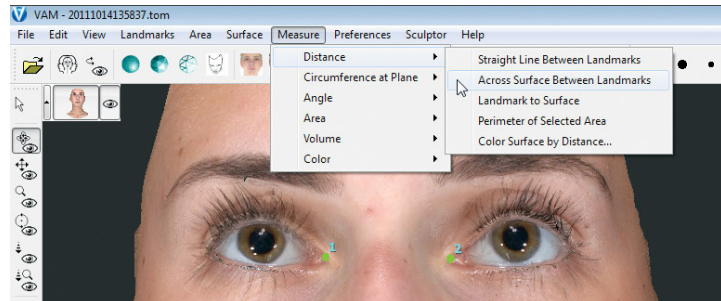 VAM - 20111014135837.tom
File Edit View Landmarks Area Surface Measure Preferences Sculptor Help
Distance
Circumference at Plane
Angle
Area
Volume
Color
Straight Line Between Landmarks
Across Surface Between Landmarks
Landmark to Surface
Perimeter of Selected Area
Color Surface by Distance...
1 2